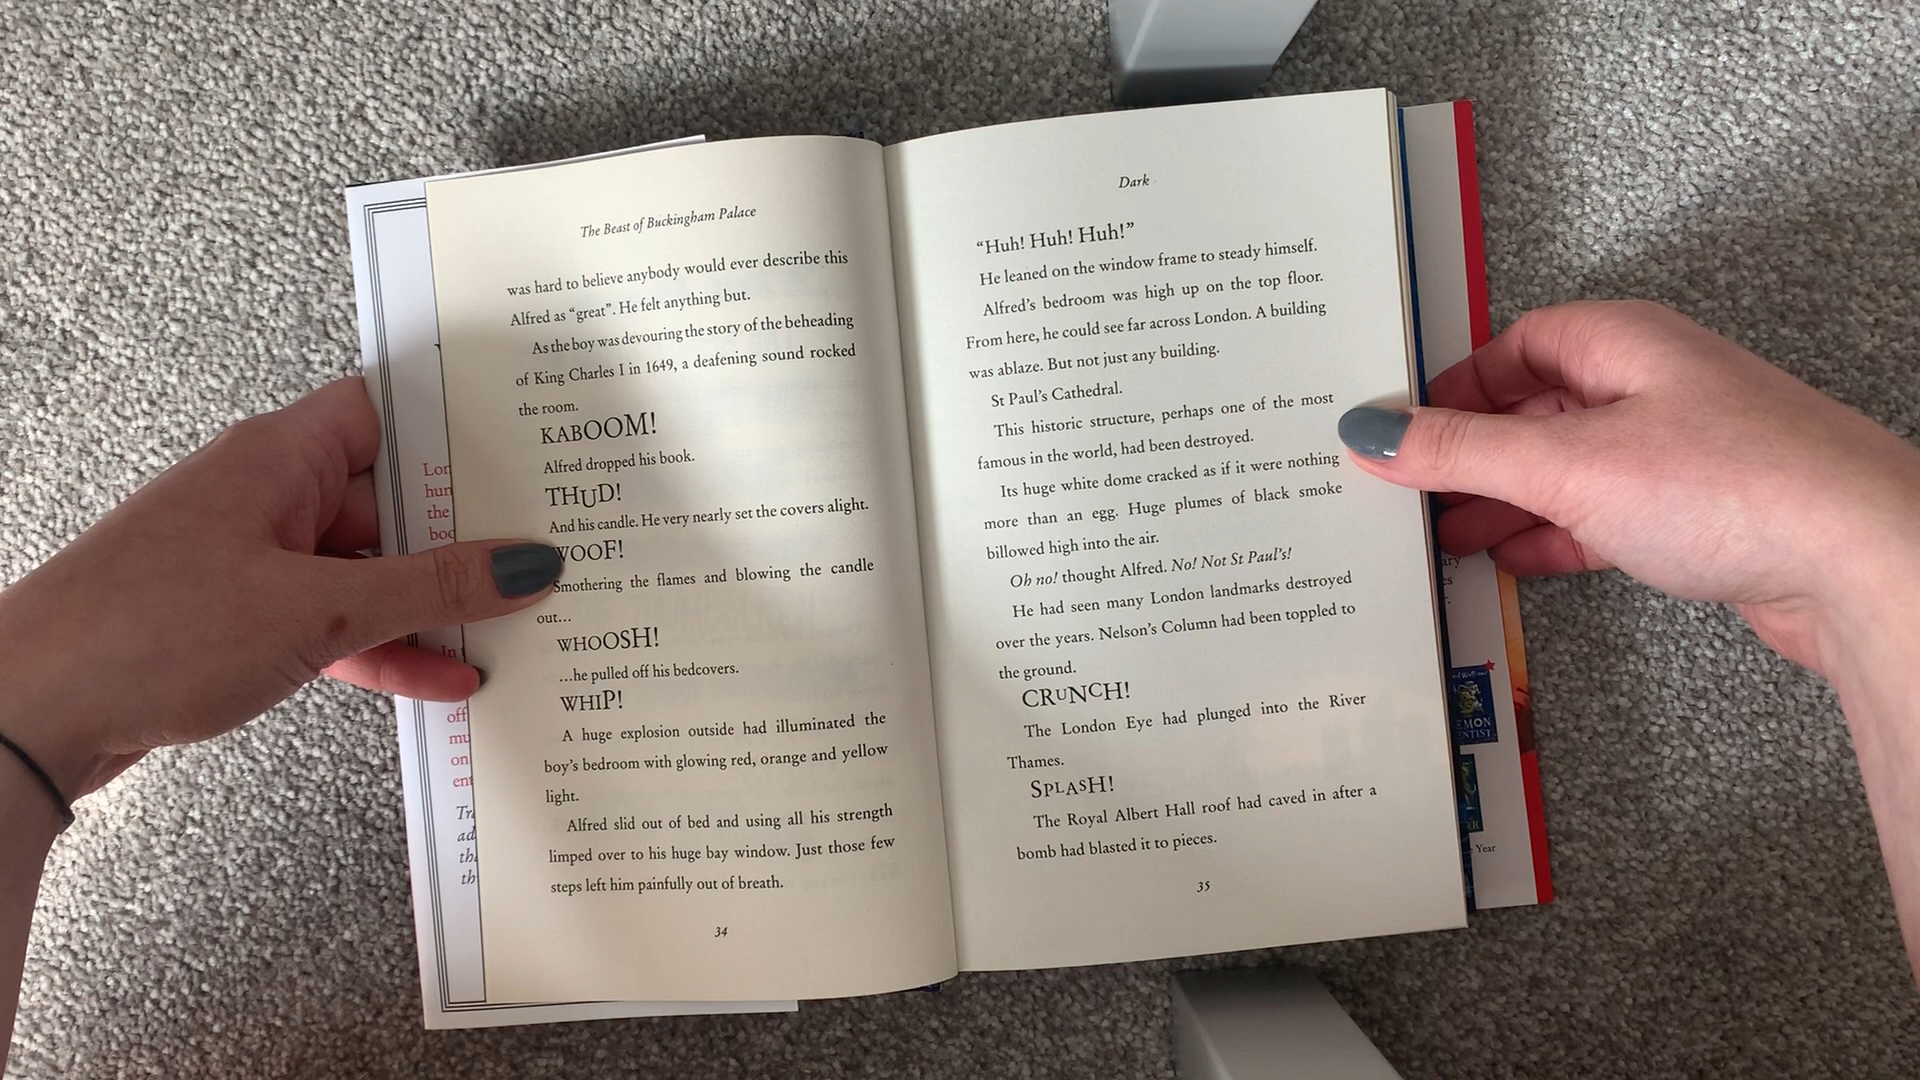 The Beast of Buckingham Palace
was hard to believe anybody would ever describe this
Alfred as “great”. He felt anything but.
As the boy was devouring the story of the beheading
of King Charles I in 1649, a deafening sound rocked
the room.
KABOOM!
Alfred dropped his book.
THUD!
And his candle. He very nearly set the covers alight.
WOOF!
Smothering the flames and blowing the candle
out…
WHOOSH!
…he pulled off his bedcovers.
WHIP!
A huge explosion outside had illuminated the
boy’s bedroom with glowing red, orange and yellow
light.
Alfred slid out of bed and using all his strength
limped over to his huge bay window. Just those few
steps left him painfully out of breath.
34
Dark
“Huh! Huh! Huh!”
He leaned on the window frame to steady himself.
Alfred’s bedroom was high up on the top floor.
From here, he could see far across London. A building
was ablaze. But not just any building.
St Paul’s Cathedral.
This historic structure, perhaps one of the most
famous in the world, had been destroyed.
Its huge white dome cracked as if it were nothing
more than an egg. Huge plumes of black smoke
billowed high into the air.
Oh no! thought Alfred. No! Not St Paul’s!
He had seen many London landmarks destroyed
over the years. Nelson’s Column had been toppled to
the ground.
CRUNCH!
The London Eye had plunged into the River
Thames.
SPLASH!
The Royal Albert Hall roof had caved in after a
bomb had blasted it to pieces.
35
the
In
off
on
Year